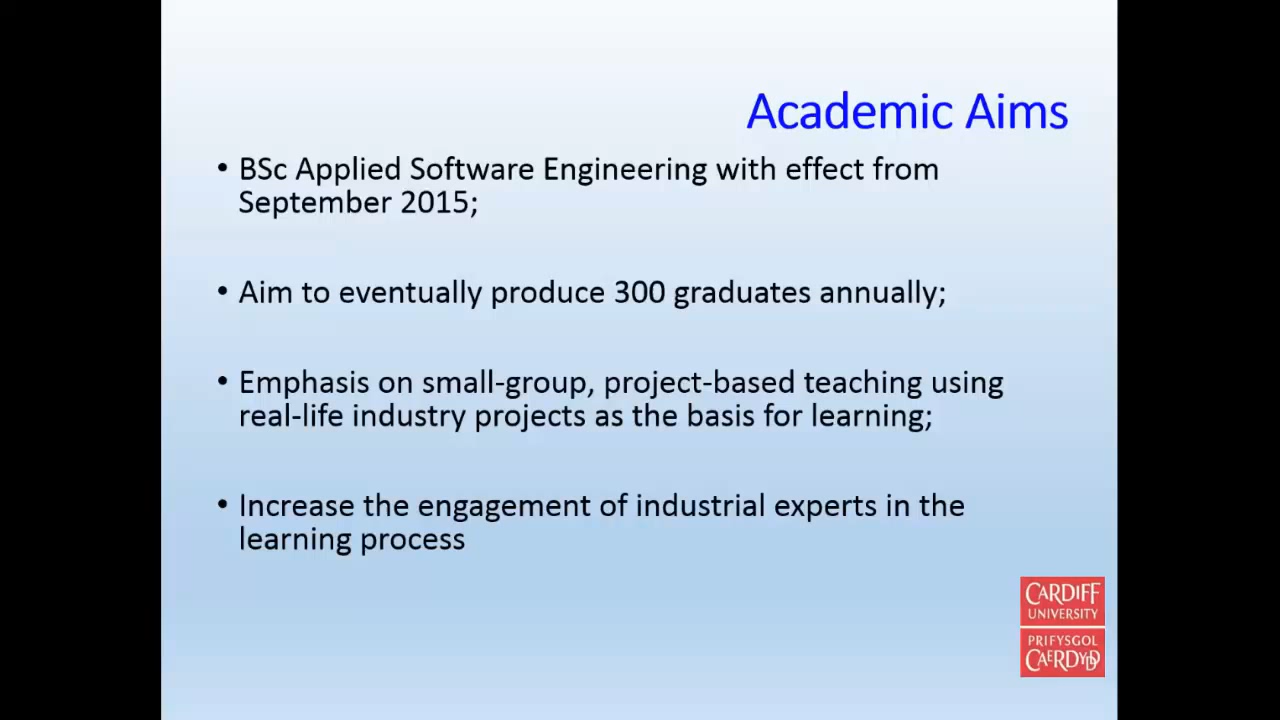 Academic Aims
• BSc Applied Software Engineering with effect from
September 2015;
• Aim to eventually produce 300 graduates annually;
• Emphasis on small-group, project-based teaching using
real-life industry projects as the basis for learning;
• Increase the engagement of industrial experts in the
learning process
CARDIFF
UNIVERSITY
PRIFYSGOL
CAERDYDD